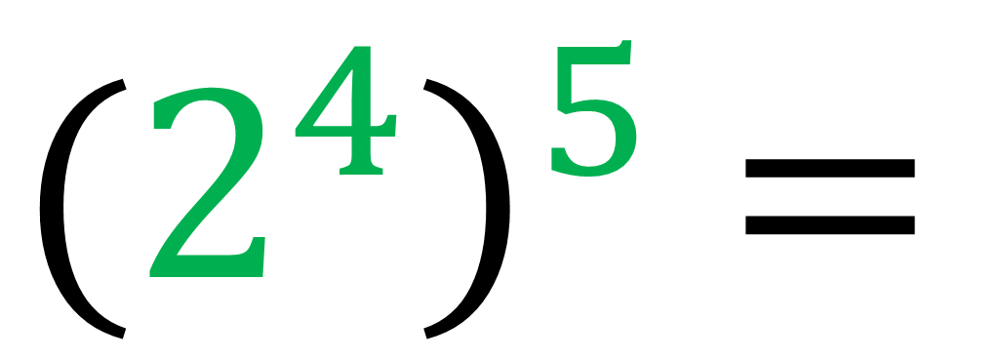 (2⁴)⁵ =